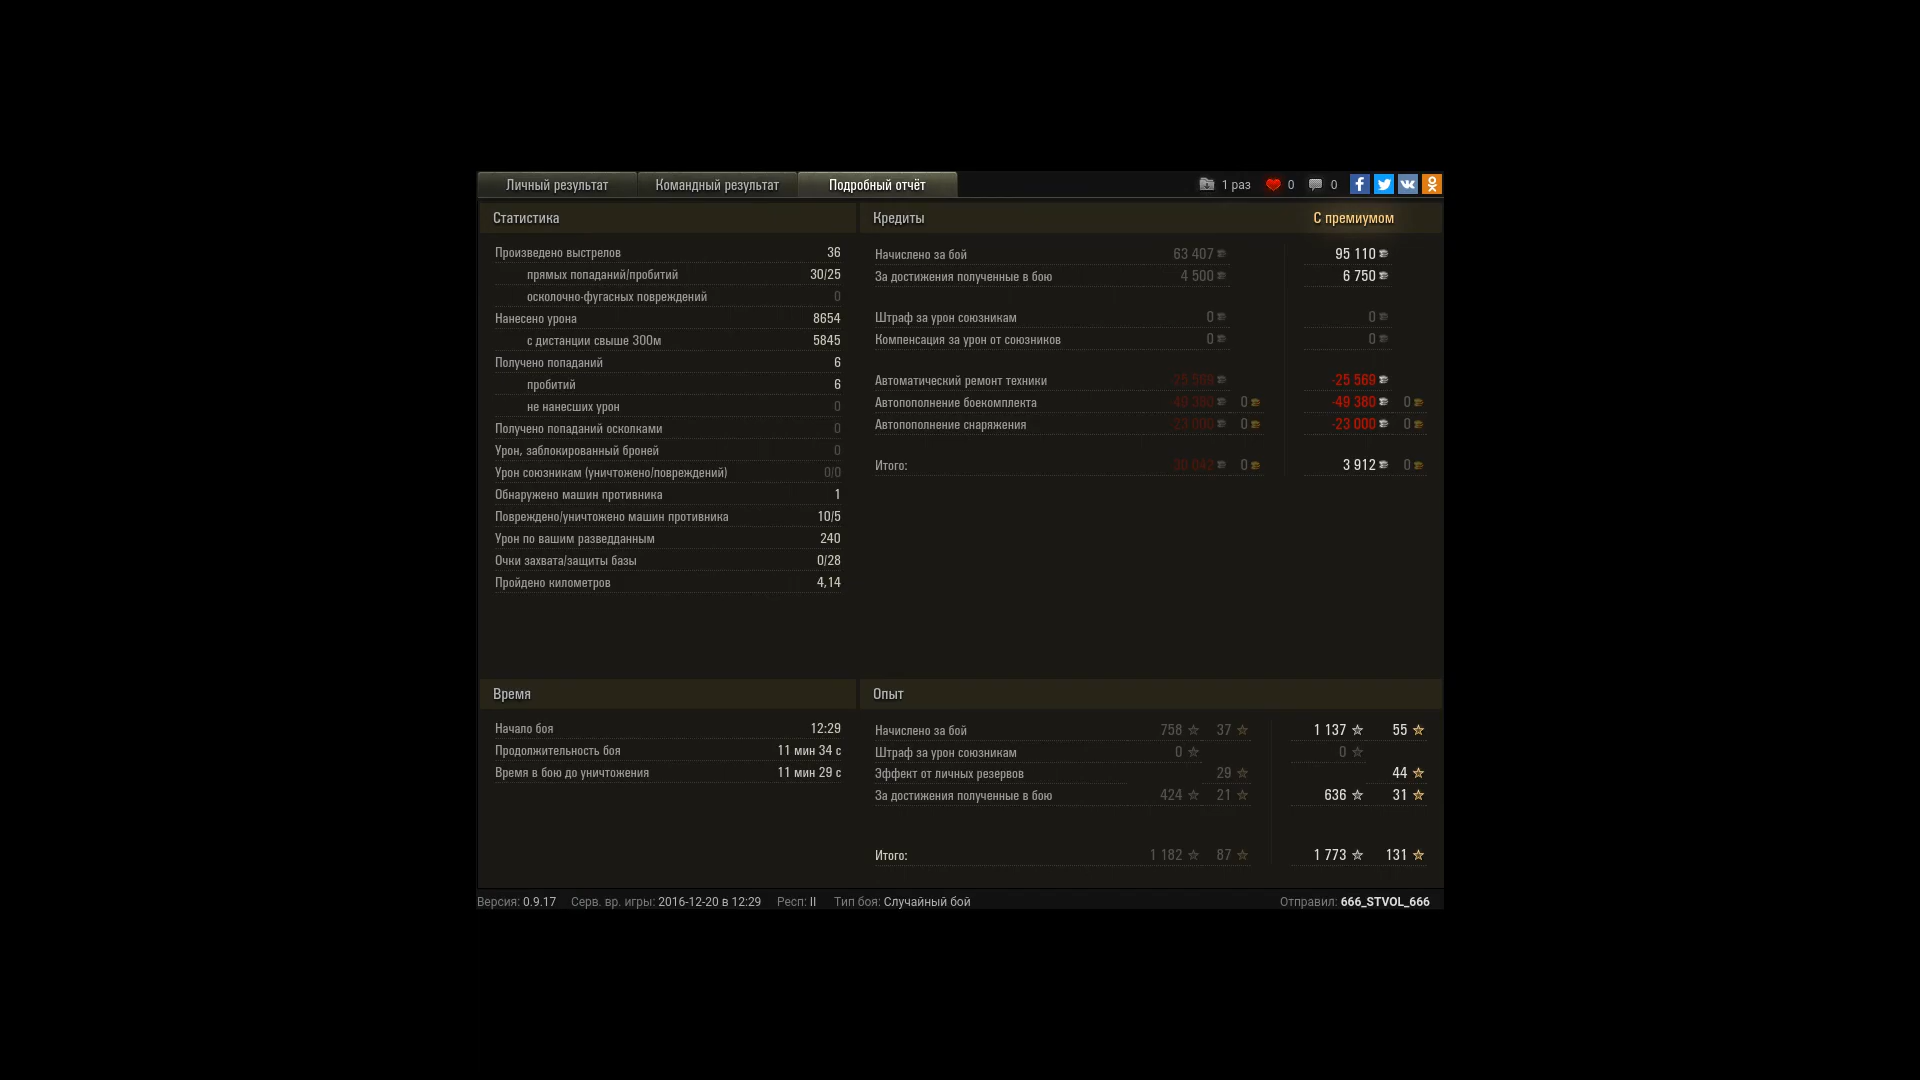 Личный результат Командный результат Подробный отчёт 1 раз 0 0
Статистика
Произведено выстрелов 36
прямых попаданий/пробитий 30/25
осколочно-фугасных повреждений 0
Нанесено урона 8654
с дистанции свыше 300м 5845
Получено попаданий 6
пробитий 6
не нанесших урон 0
Получено попаданий осколками 0
Урон, заблокированный броней 0
Урон союзникам (уничтожено/повреждений) 0/0
Обнаружено машин противника 1
Повреждено/уничтожено машин противника 10/5
Урон по вашим разведданным 240
Очки захвата/защиты базы 0/28
Пройдено километров 4,14
Кредиты С премиумом
Начислено за бой 63 407 95 110
За достижения полученные в бою 4 500 6 750
Штраф за урон союзникам 0 0
Компенсация за урон от союзников 0 0
Автоматический ремонт техники -25 569 -25 569
Автопополнение боекомплекта -49 380 0 -49 380 0
Автопополнение снаряжения -23 000 0 -23 000 0
Итого: -30 042 0 3 912 0
Время
Начало боя 12:29
Продолжительность боя 11 мин 34 с
Время в бою до уничтожения 11 мин 29 с
Опыт
Начислено за бой 758 37 1 137 55
Штраф за урон союзникам 0 0
Эффект от личных резервов 29 44
За достижения полученные в бою 424 21 636 31
Итого: 1 182 87 1 773 131
Версия: 0.9.17 Серв. вр. игры: 2016-12-20 в 12:29 Респ: II Тип боя: Случайный бой Отправил: 666_STVOL_666